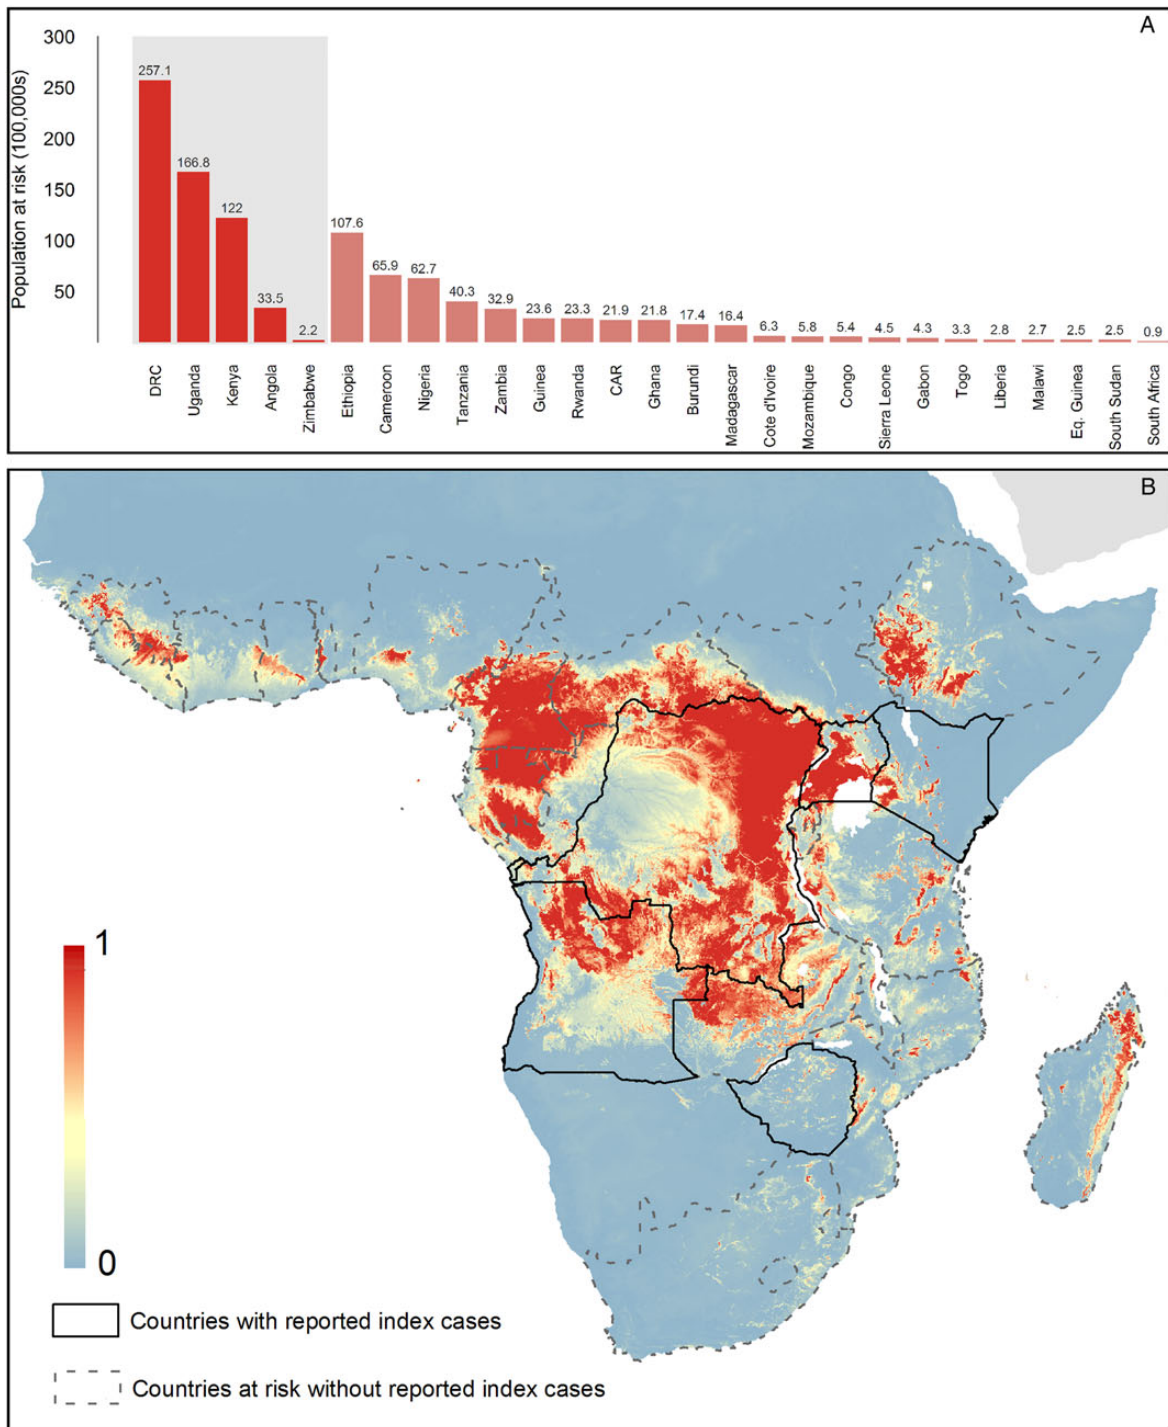 A
Population at risk (100,000s)
300
250
200
150
100
50
257.1
166.8
122
33.5
2.2
107.6
65.9
62.7
40.3
32.9
23.6
23.3
21.9
21.8
17.4
16.4
6.3
5.8
5.4
4.5
4.3
3.3
2.8
2.7
2.5
2.5
0.9
DRC
Uganda
Kenya
Angola
Zimbabwe
Ethiopia
Cameroon
Nigeria
Tanzania
Zambia
Guinea
Rwanda
CAR
Ghana
Burundi
Madagascar
Cote d'Ivoire
Mozambique
Congo
Sierra Leone
Gabon
Togo
Liberia
Malawi
Eq. Guinea
South Sudan
South Africa
B
1
0
Countries with reported index cases
Countries at risk without reported index cases